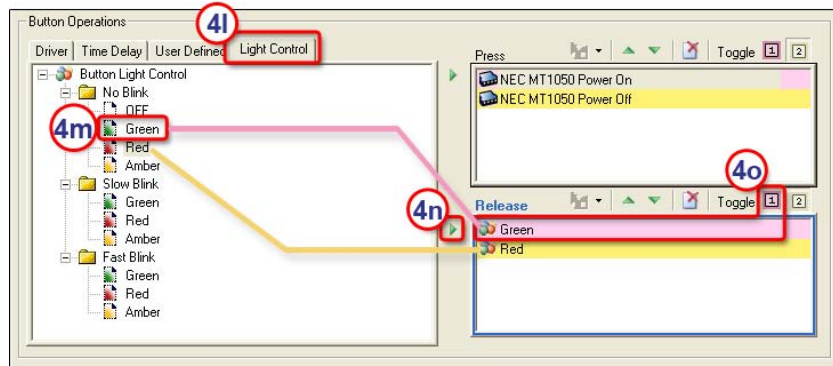 Button Operations
4l
Driver Time Delay User Defined Light Control
Button Light Control
No Blink
OFF
4m Green
Red
Amber
Slow Blink
Green
Red
Amber
Fast Blink
Green
Red
Amber
Press Toggle 1 2
NEC MT1050 Power On
NEC MT1050 Power Off
4o
4n
Release Toggle 1 2
Green
Red